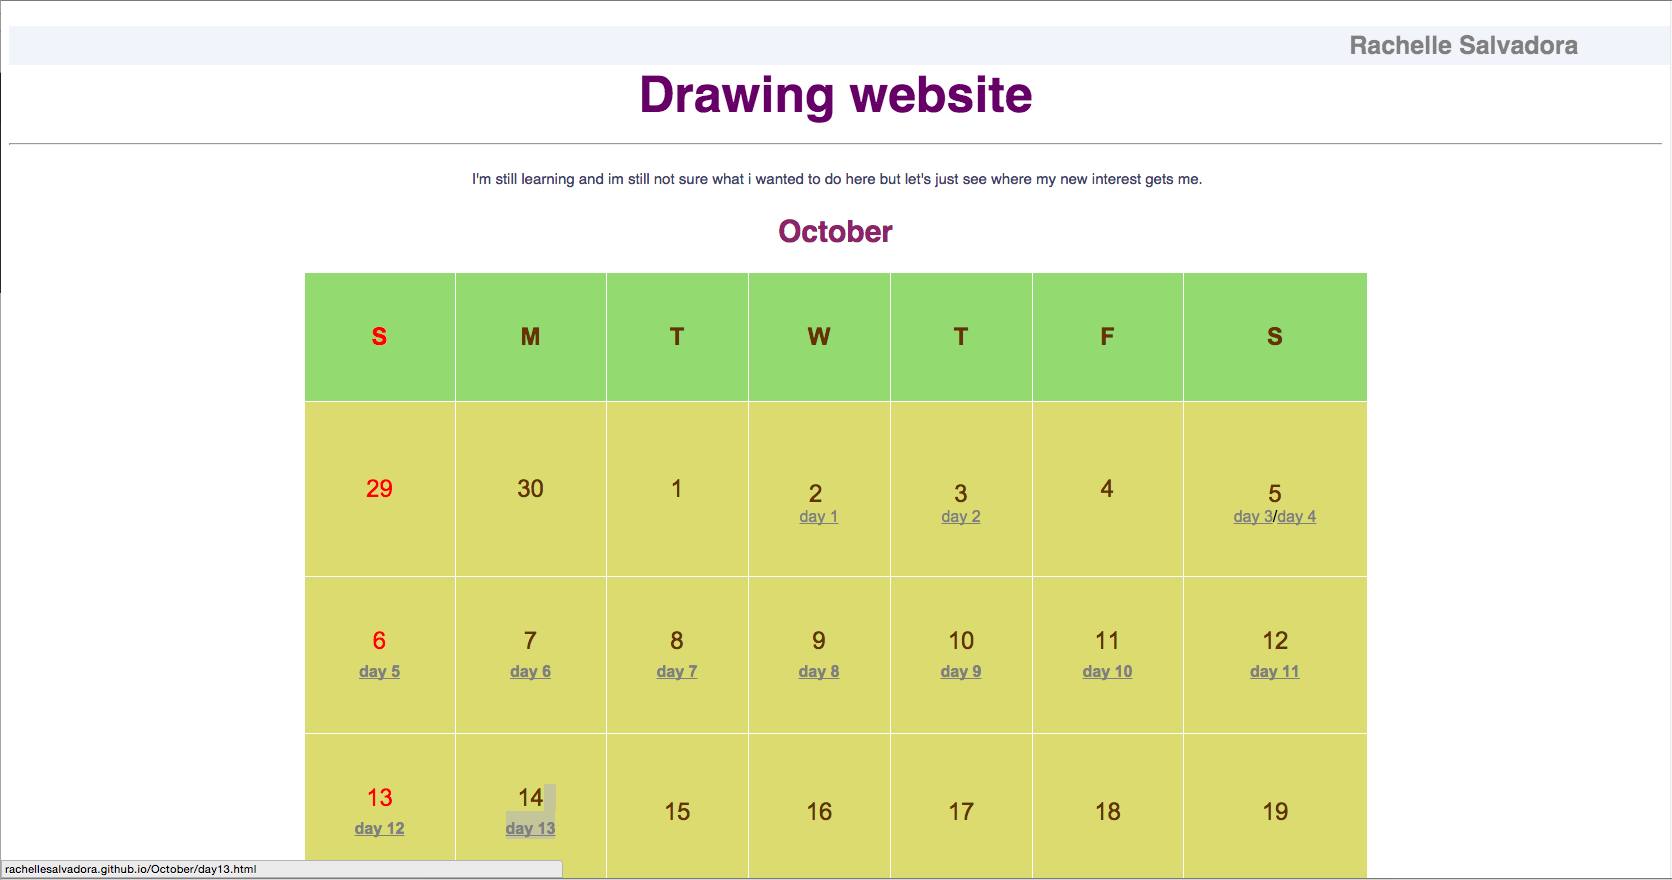 Rachelle Salvadora
Drawing website
I'm still learning and im still not sure what i wanted to do here but let's just see where my new interest gets me.
October
S M T W T F S
29 30 1 2 3 4 5
day 1 day 2 day 3/day 4
6 7 8 9 10 11 12
day 5 day 6 day 7 day 8 day 9 day 10 day 11
13 14 15 16 17 18 19
day 12 day 13
rachellesalvadora.github.io/October/day13.html